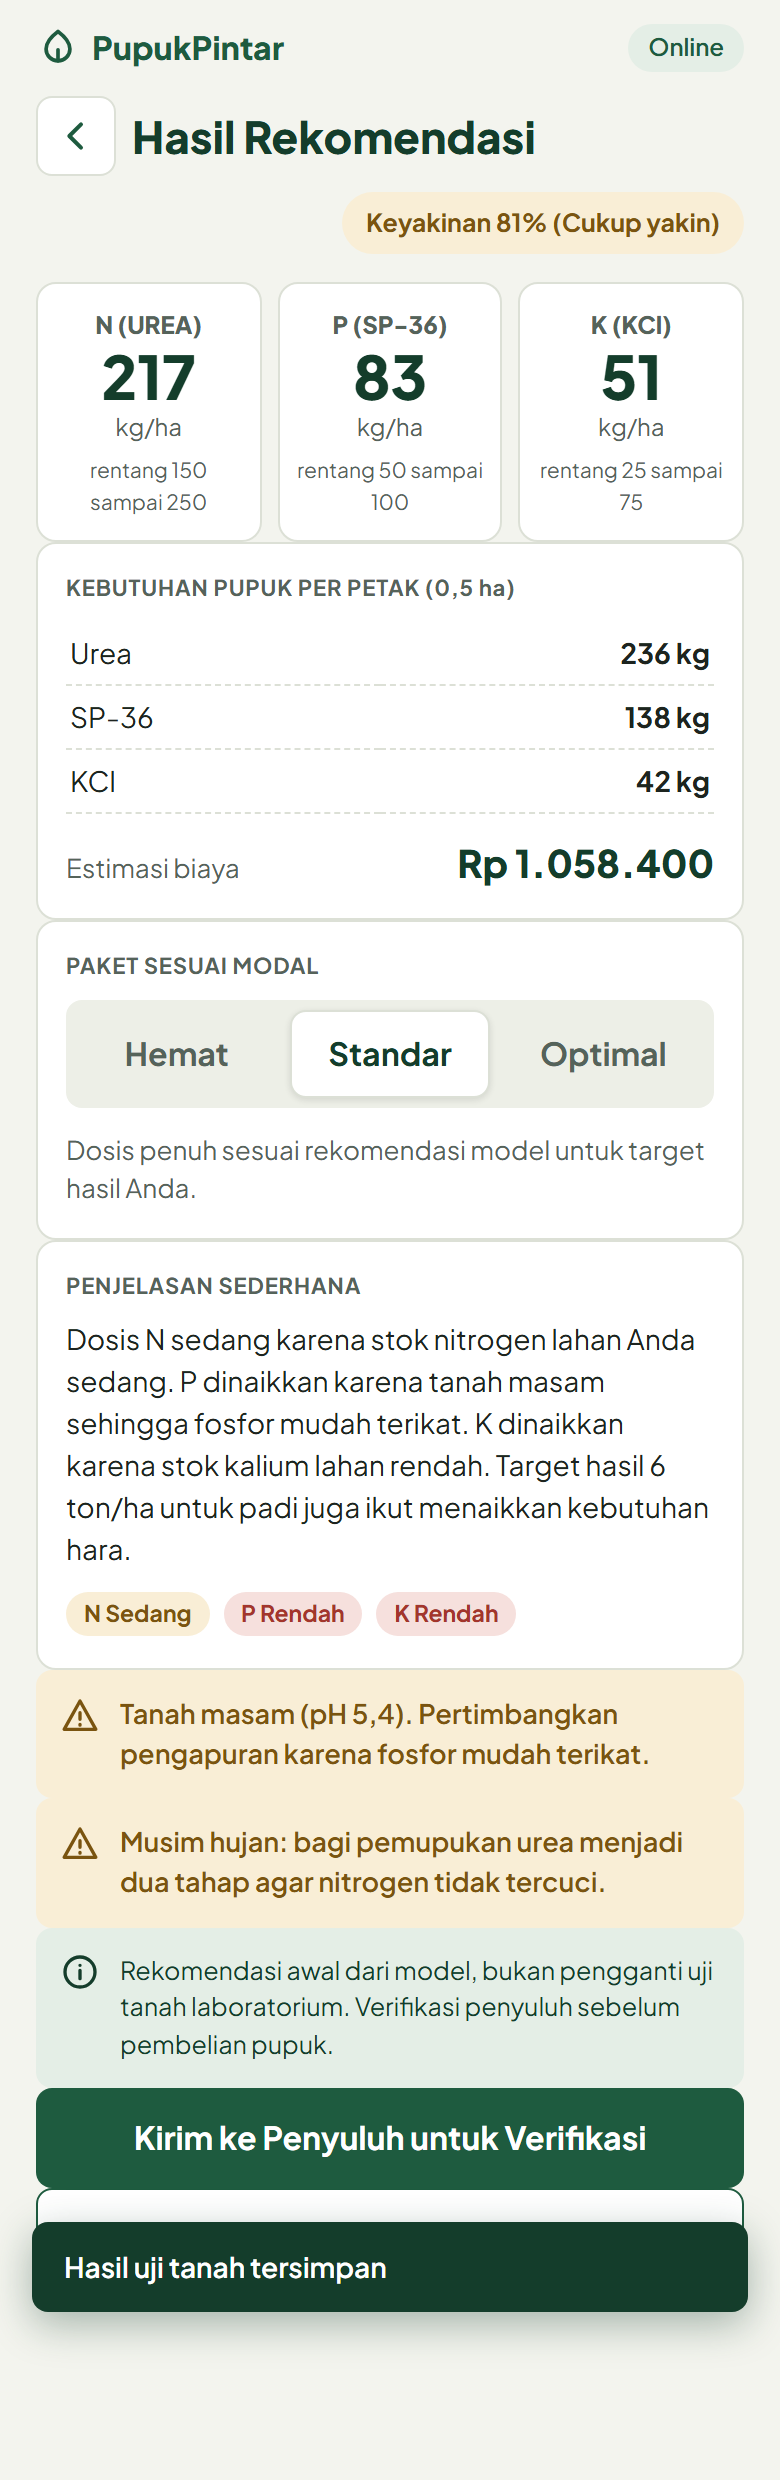 PupukPintar
Online
Hasil Rekomendasi
Keyakinan 81% (Cukup yakin)
N (UREA)
217
kg/ha
rentang 150
sampai 250
P (SP-36)
83
kg/ha
rentang 50 sampai
100
K (KCl)
51
kg/ha
rentang 25 sampai
75
KEBUTUHAN PUPUK PER PETAK (0,5 ha)
Urea 236 kg
SP-36 138 kg
KCl 42 kg
Estimasi biaya Rp 1.058.400
PAKET SESUAI MODAL
Hemat Standar Optimal
Dosis penuh sesuai rekomendasi model untuk target
hasil Anda.
PENJELASAN SEDERHANA
Dosis N sedang karena stok nitrogen lahan Anda
sedang. P dinaikkan karena tanah masam
sehingga fosfor mudah terikat. K dinaikkan
karena stok kalium lahan rendah. Target hasil 6
ton/ha untuk padi juga ikut menaikkan kebutuhan
hara.
N Sedang P Rendah K Rendah
Tanah masam (pH 5,4). Pertimbangkan
pengapuran karena fosfor mudah terikat.
Musim hujan: bagi pemupukan urea menjadi
dua tahap agar nitrogen tidak tercuci.
Rekomendasi awal dari model, bukan pengganti uji
tanah laboratorium. Verifikasi penyuluh sebelum
pembelian pupuk.
Kirim ke Penyuluh untuk Verifikasi
Hasil uji tanah tersimpan